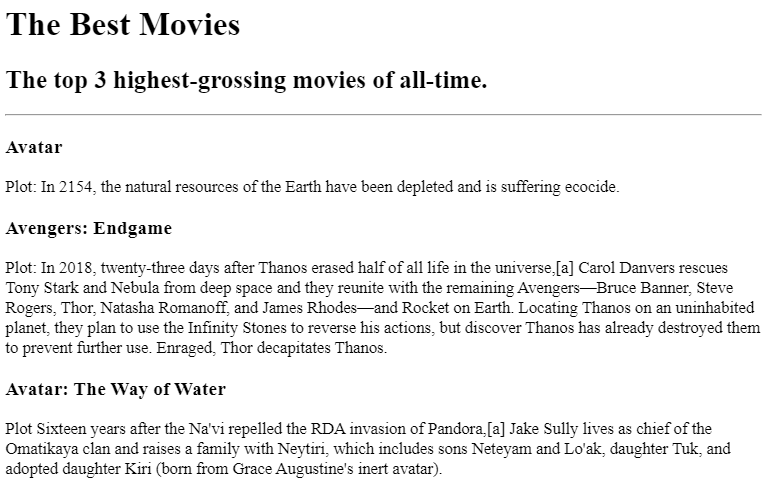 The Best Movies
The top 3 highest-grossing movies of all-time.
Avatar
Plot: In 2154, the natural resources of the Earth have been depleted and is suffering ecocide.
Avengers: Endgame
Plot: In 2018, twenty-three days after Thanos erased half of all life in the universe,[a] Carol Danvers rescues
Tony Stark and Nebula from deep space and they reunite with the remaining Avengers—Bruce Banner, Steve
Rogers, Thor, Natasha Romanoff, and James Rhodes—and Rocket on Earth. Locating Thanos on an uninhabited
planet, they plan to use the Infinity Stones to reverse his actions, but discover Thanos has already destroyed them
to prevent further use. Enraged, Thor decapitates Thanos.
Avatar: The Way of Water
Plot Sixteen years after the Na'vi repelled the RDA invasion of Pandora,[a] Jake Sully lives as chief of the
Omatikaya clan and raises a family with Neytiri, which includes sons Neteyam and Lo'ak, daughter Tuk, and
adopted daughter Kiri (born from Grace Augustine's inert avatar).